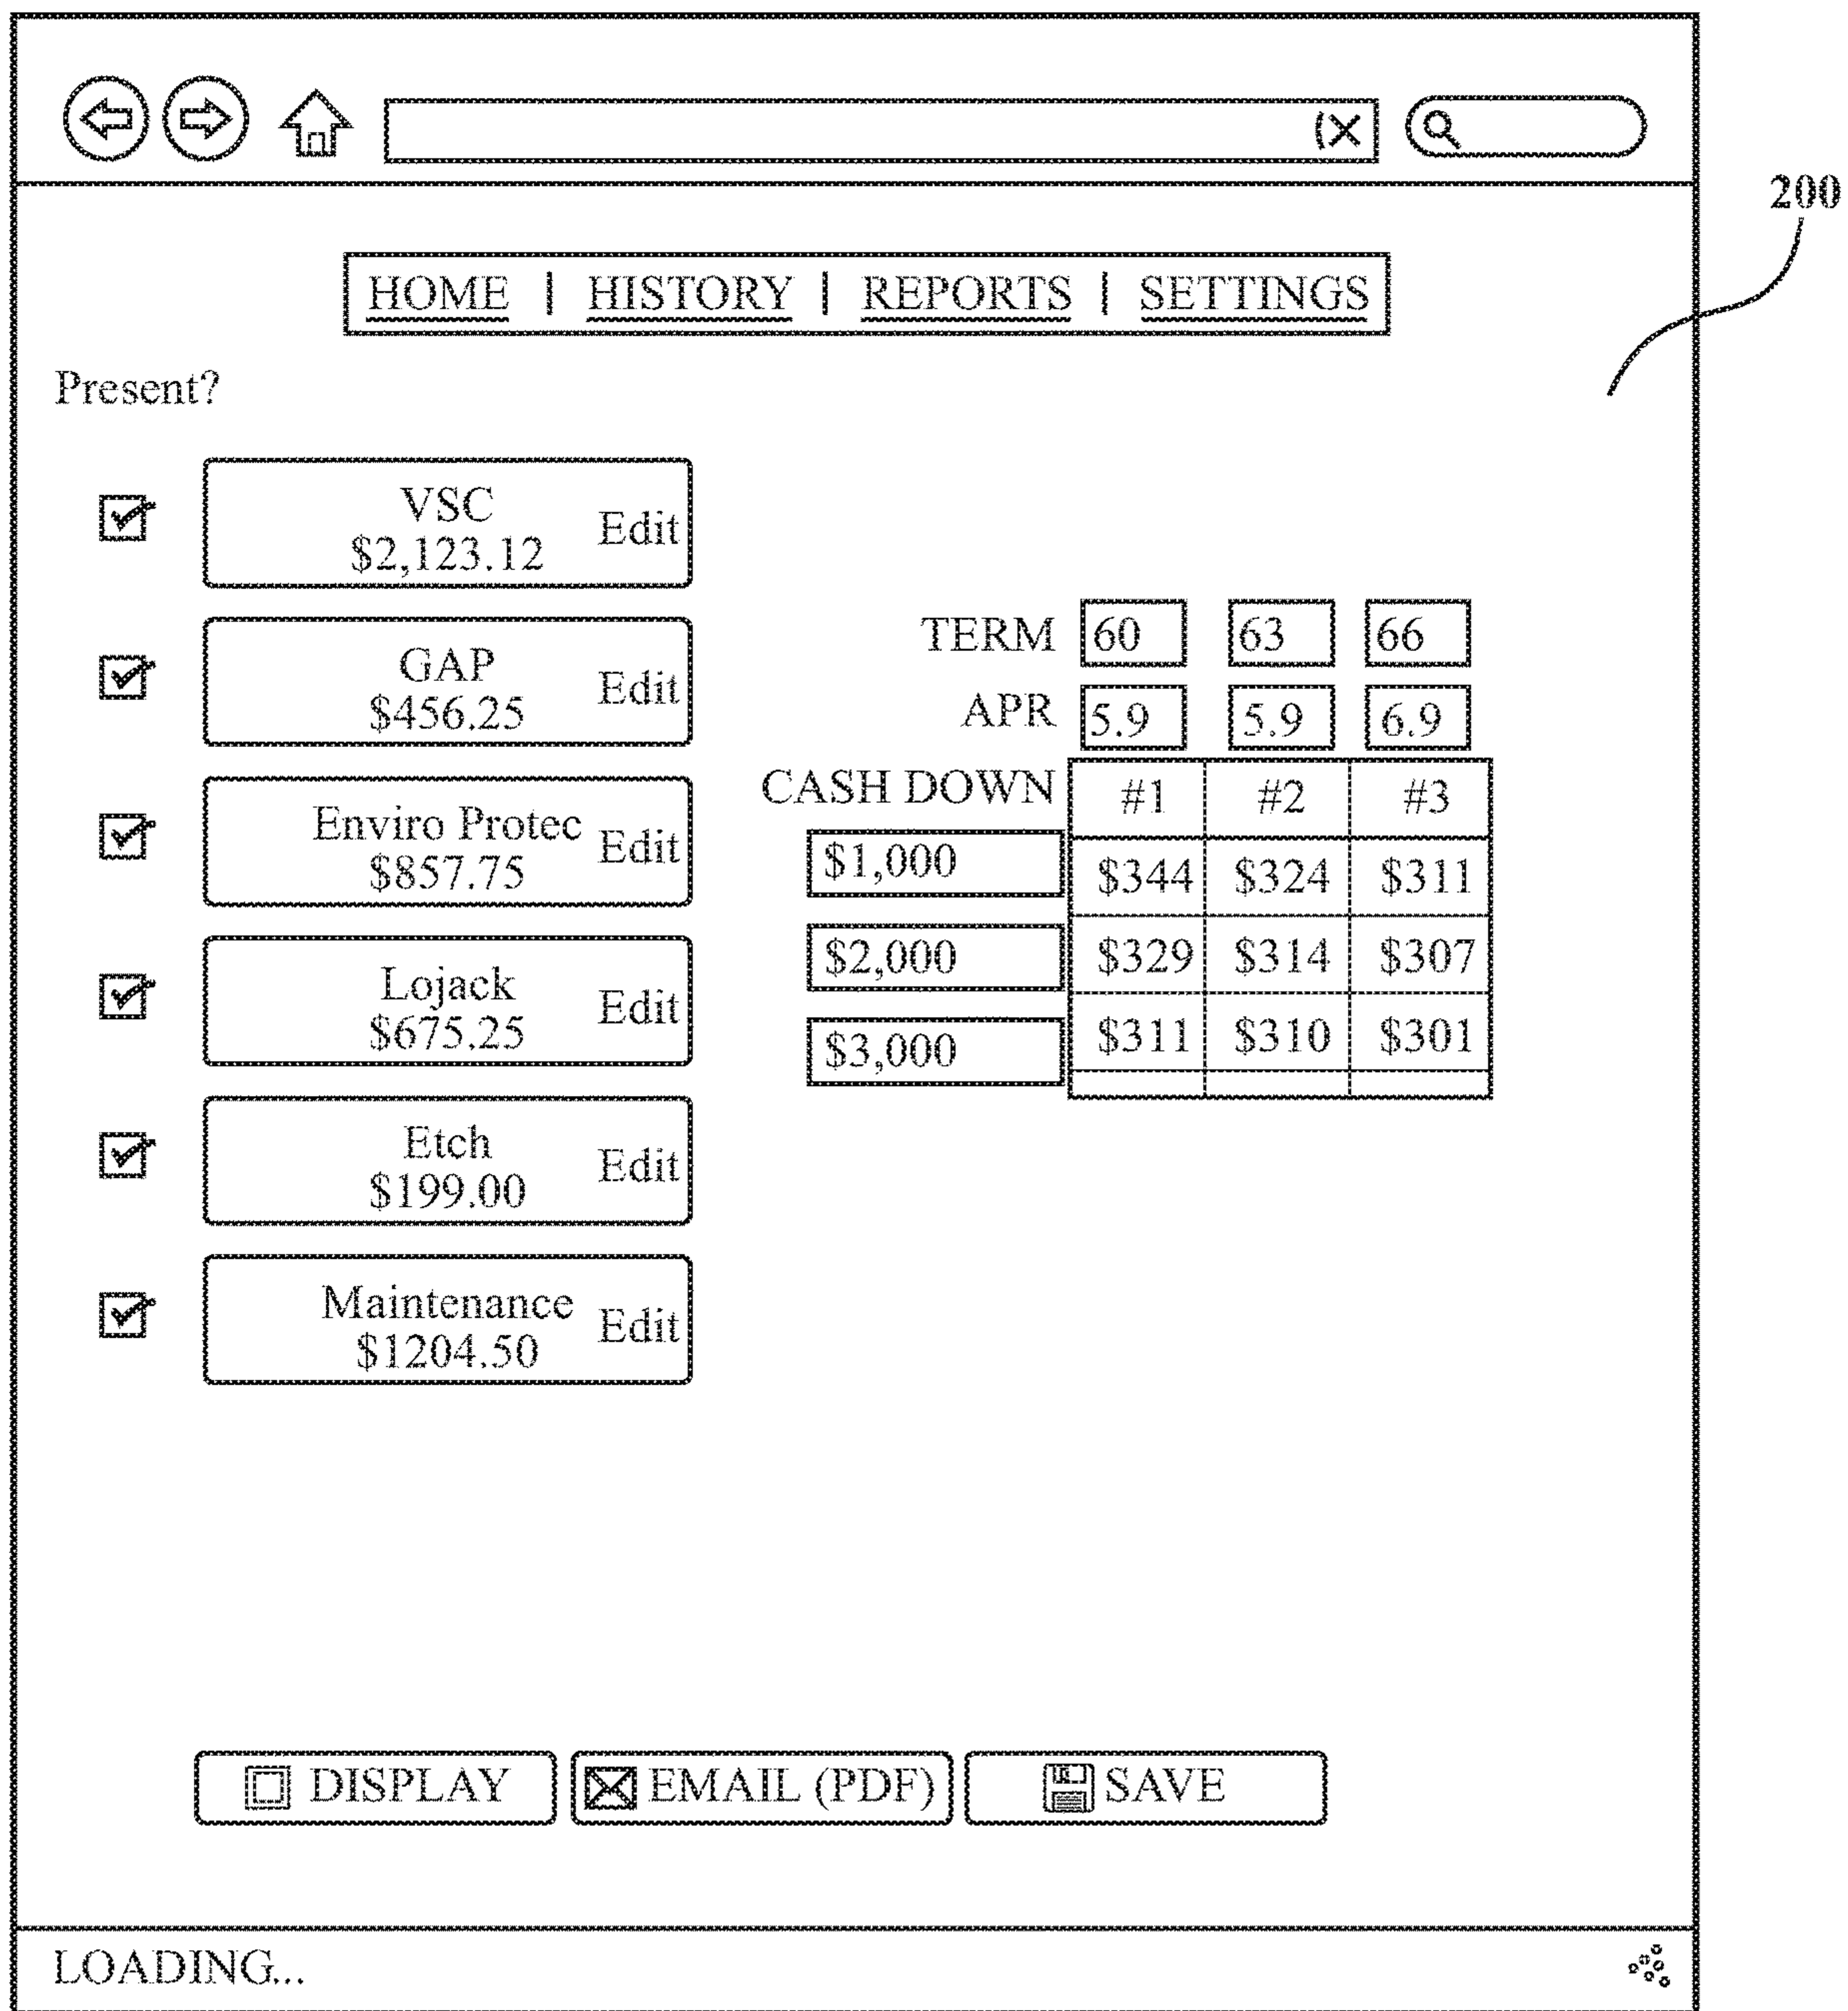 200
HOME | HISTORY | REPORTS | SETTINGS
Present?
VSC
$2,123.12
Edit
GAP
$456.25
Edit
Enviro Protec
$857.75
Edit
Lojack
$675.25
Edit
Etch
$199.00
Edit
Maintenance
$1204.50
Edit
TERM 60 63 66
APR 5.9 5.9 6.9
CASH DOWN #1 #2 #3
$1,000 $344 $324 $311
$2,000 $329 $314 $307
$3,000 $311 $310 $301
DISPLAY EMAIL (PDF) SAVE
LOADING...